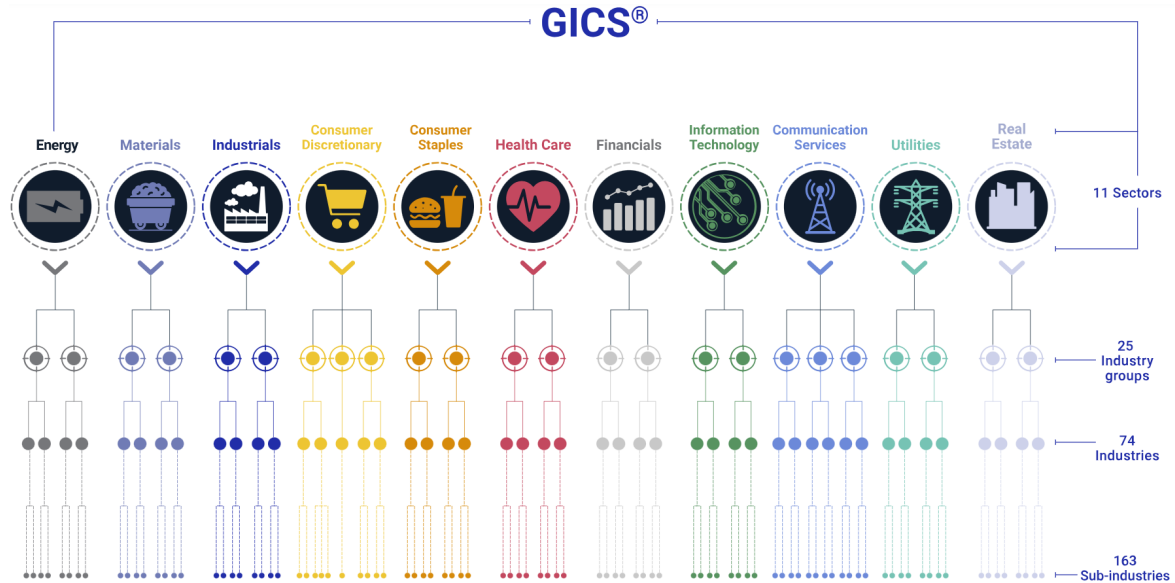 GICS®
Energy
Materials
Industrials
Consumer
Discretionary
Consumer
Staples
Health Care
Financials
Information
Technology
Communication
Services
Utilities
Real
Estate
11 Sectors
25
Industry
groups
74
Industries
163
Sub-industries